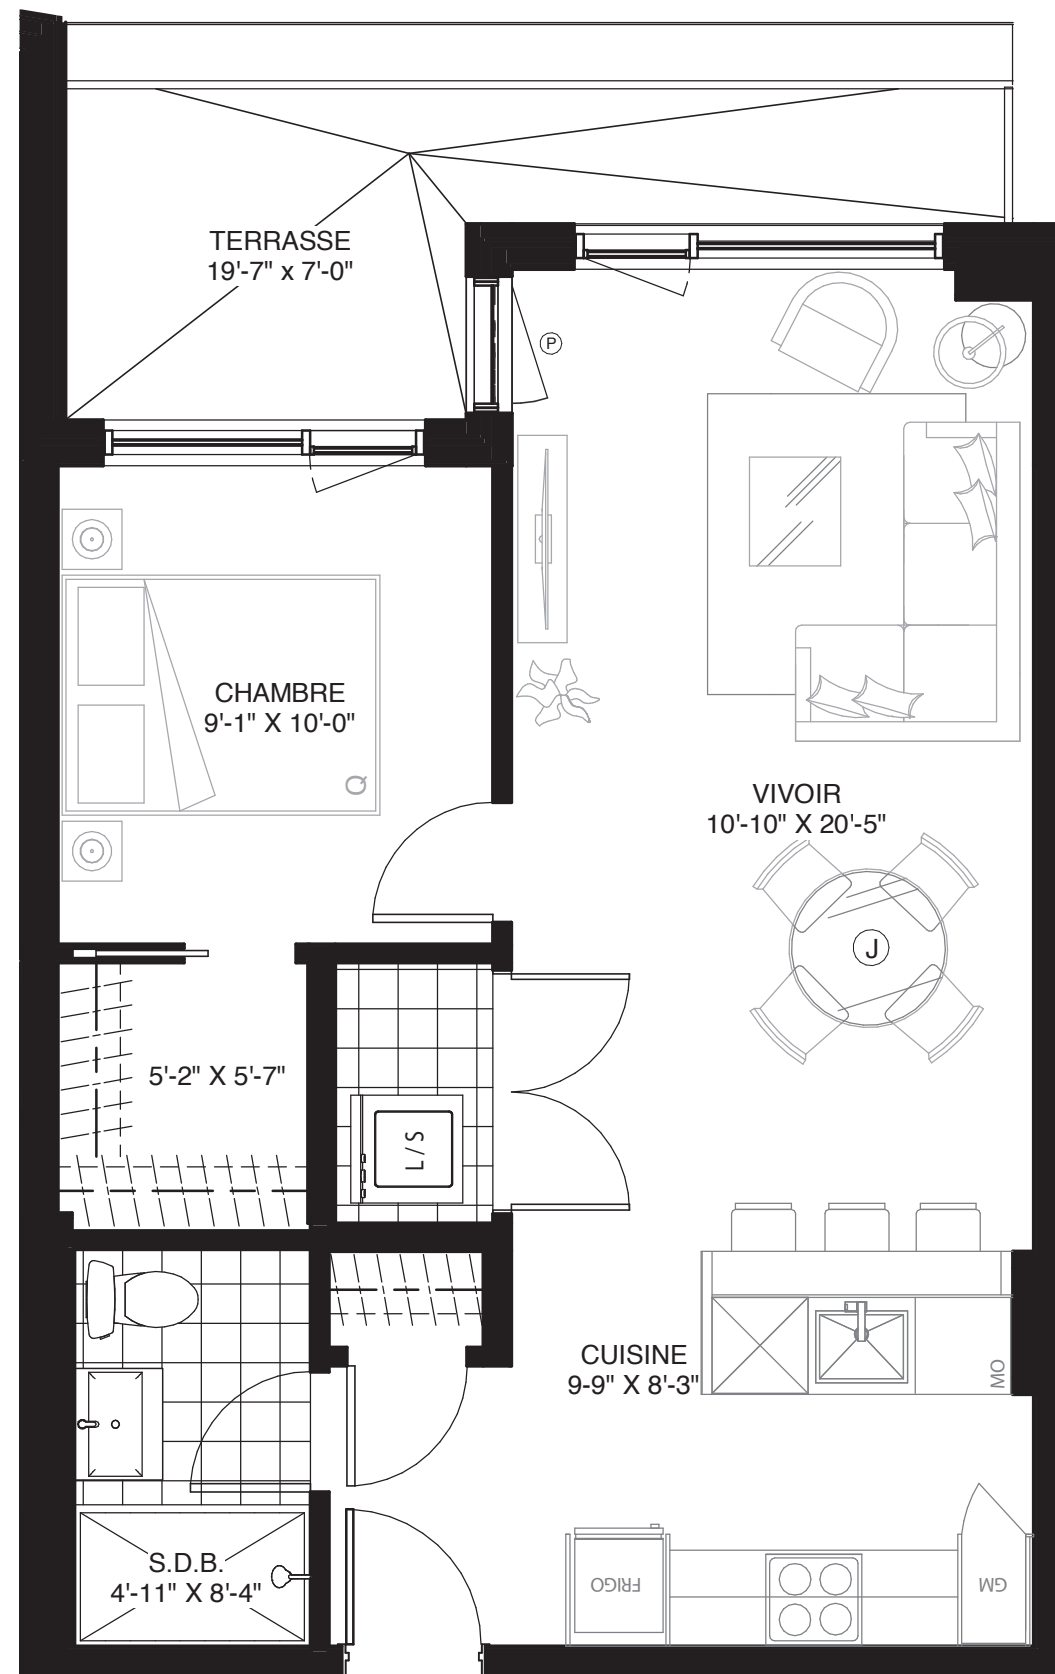 TERRASSE
19'-7" x 7'-0"
P
CHAMBRE
9'-1" X 10'-0"
Q
VIVOIR
10'-10" X 20'-5"
J
5'-2" X 5'-7"
L/S
CUISINE
9-9" X 8'-3"
MO
S.D.B.
4'-11" X 8'-4"
FRIGO
GM